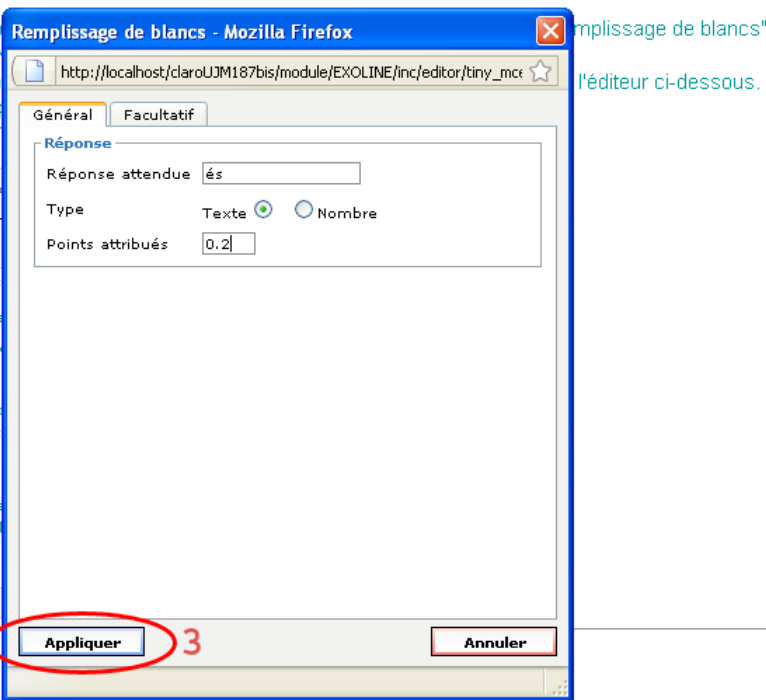 Remplissage de blancs - Mozilla Firefox
mplissage de blancs"
http://localhost/claroUJM187bis/module/EXOLINE/inc/editor/tiny_mce
l'éditeur ci-dessous.
Général Facultatif
Réponse
Réponse attendue és
Type Texte Nombre
Points attribués 0.2
Appliquer 3 Annuler